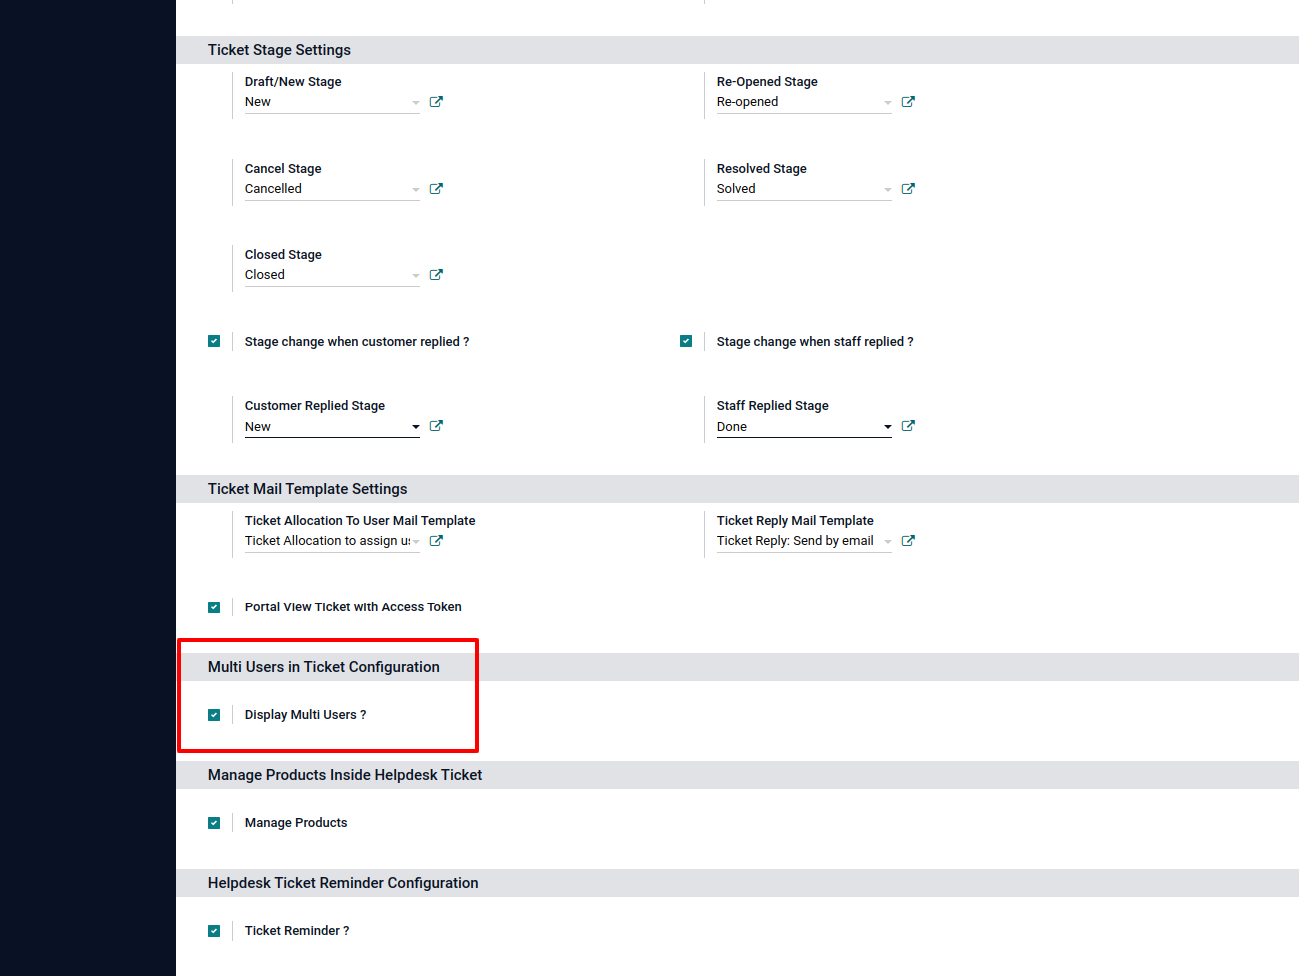 Ticket Stage Settings
Draft/New Stage
New
Re-Opened Stage
Re-opened
Cancel Stage
Cancelled
Resolved Stage
Solved
Closed Stage
Closed
Stage change when customer replied ?
Stage change when staff replied ?
Customer Replied Stage
New
Staff Replied Stage
Done
Ticket Mail Template Settings
Ticket Allocation To User Mail Template
Ticket Allocation to assign us
Ticket Reply Mail Template
Ticket Reply: Send by email
Portal View Ticket with Access Token
Multi Users in Ticket Configuration
Display Multi Users ?
Manage Products Inside Helpdesk Ticket
Manage Products
Helpdesk Ticket Reminder Configuration
Ticket Reminder ?